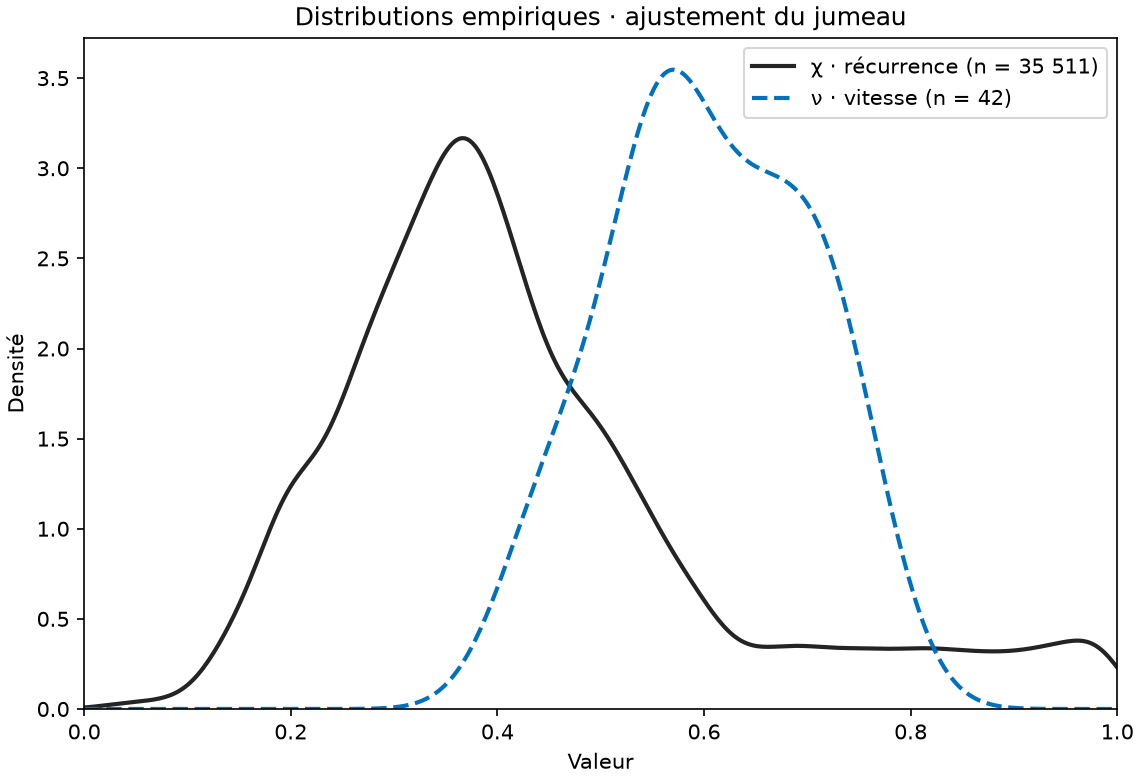 Distributions empiriques · ajustement du jumeau
χ · récurrence (n = 35 511)
ν · vitesse (n = 42)
Densité
3.5
3.0
2.5
2.0
1.5
1.0
0.5
0.0
0.0 0.2 0.4 0.6 0.8 1.0
Valeur